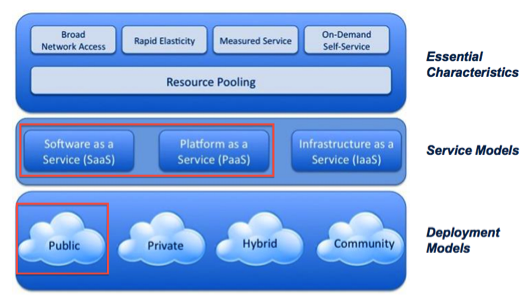 Broad
Network Access
Rapid Elasticity
Measured Service
On-Demand
Self-Service
Resource Pooling
Essential
Characteristics
Software as a
Service (SaaS)
Platform as a
Service (PaaS)
Infrastructure as a
Service (IaaS)
Service Models
Public
Private
Hybrid
Community
Deployment
Models